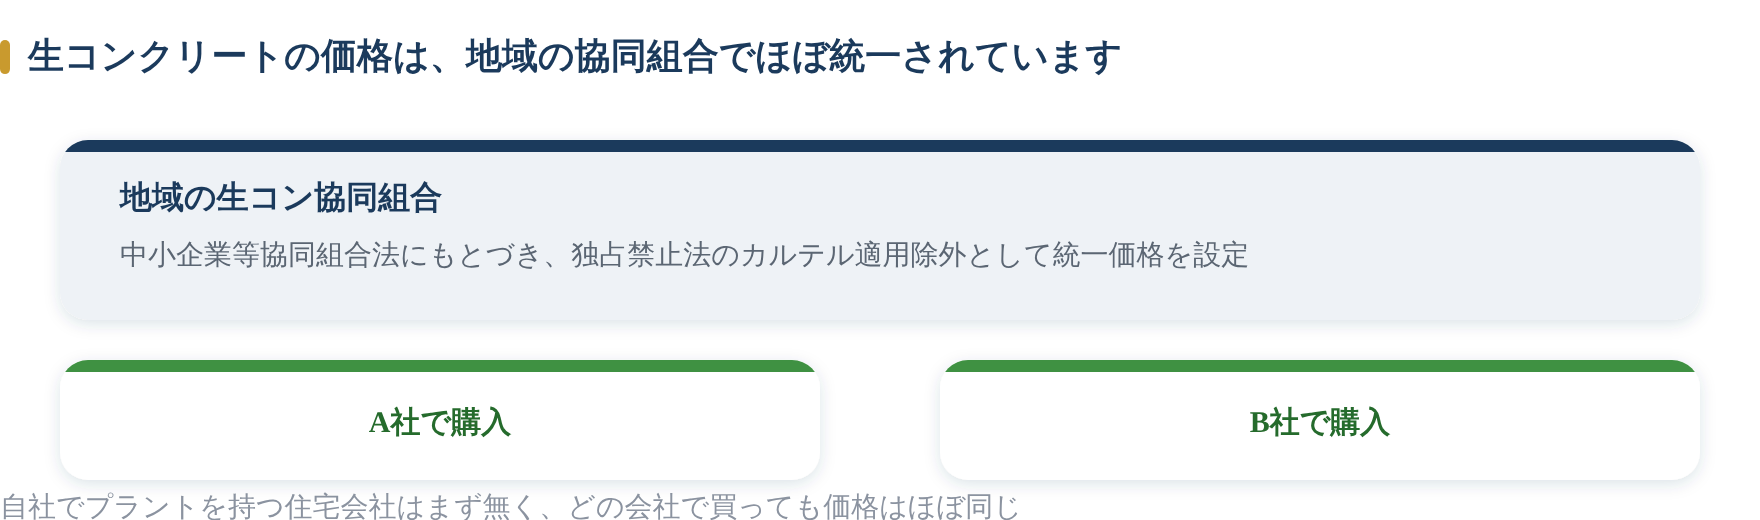 生コンクリートの価格は、地域の協同組合でほぼ統一されています
地域の生コン協同組合
中小企業等協同組合法にもとづき、独占禁止法のカルテル適用除外として統一価格を設定
A社で購入
B社で購入
自社でプラントを持つ住宅会社はまず無く、どの会社で買っても価格はほぼ同じ